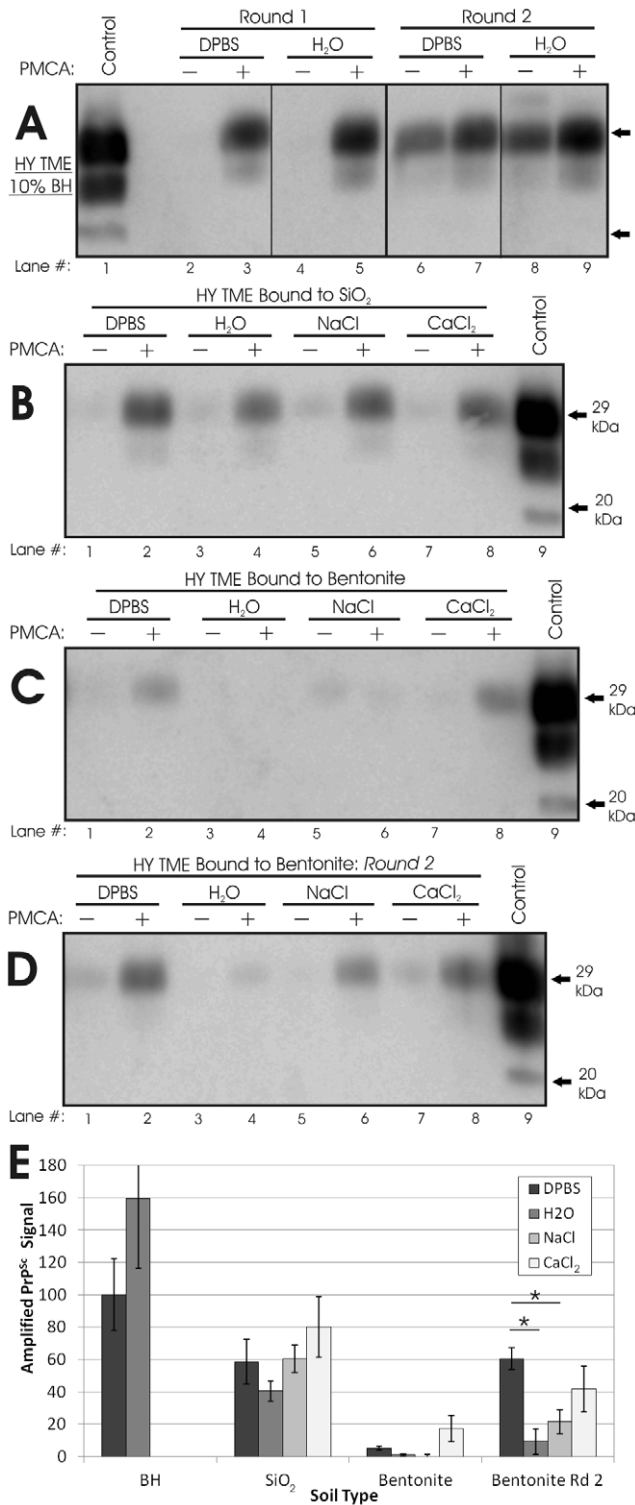 Control
Round 1
Round 2
DPBS
H₂O
DPBS
H₂O
PMCA: − + − + − + − +
A
HY TME
10% BH
Lane #: 1 2 3 4 5 6 7 8 9
HY TME Bound to SiO₂
DPBS H₂O NaCl CaCl₂
Control
PMCA: − + − + − + − +
B
29
kDa
20
kDa
Lane #: 1 2 3 4 5 6 7 8 9
HY TME Bound to Bentonite
DPBS H₂O NaCl CaCl₂
Control
PMCA: − + − + − + − +
C
29
kDa
20
kDa
Lane #: 1 2 3 4 5 6 7 8 9
HY TME Bound to Bentonite: Round 2
DPBS H₂O NaCl CaCl₂
Control
PMCA: − + − + − + − +
D
29
kDa
20
kDa
Lane #: 1 2 3 4 5 6 7 8 9
E
Amplified PrPˢᶜ Signal
180
160
140
120
100
80
60
40
20
0
DPBS
H2O
NaCl
CaCl₂
*
*
BH SiO₂ Bentonite Bentonite Rd 2
Soil Type